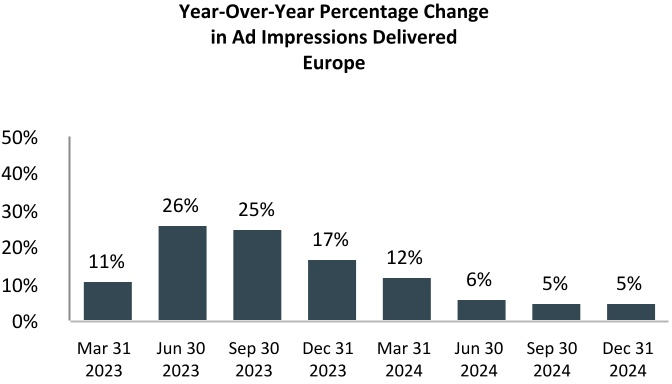 Year-Over-Year Percentage Change
in Ad Impressions Delivered
Europe
50%
40%
30%
20%
10%
0%
11%
26%
25%
17%
12%
6%
5%
5%
Mar 31 2023
Jun 30 2023
Sep 30 2023
Dec 31 2023
Mar 31 2024
Jun 30 2024
Sep 30 2024
Dec 31 2024